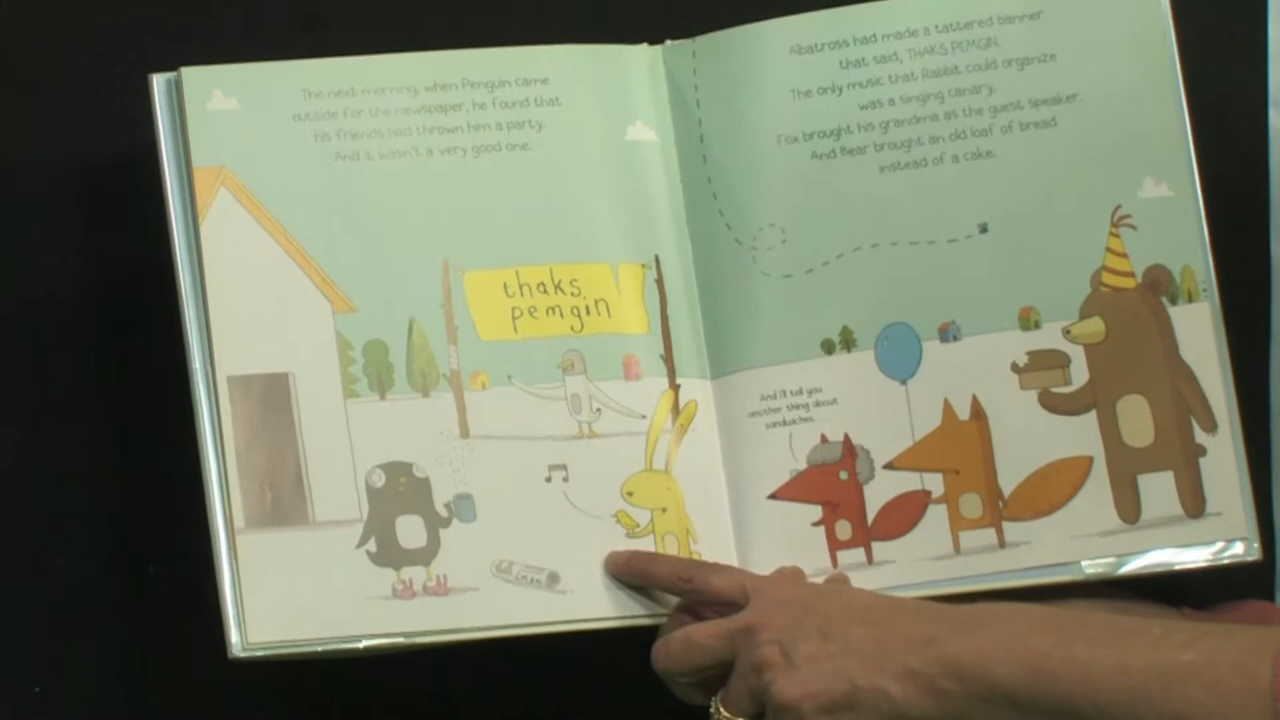 The next morning, when Penguin came
outside for the newspaper, he found that
his friends had thrown him a party.
And it wasn't a very good one.
thaks
pemgin
Albatross had made a tattered banner
that said, THAKS PEMGIN.
The only music that Rabbit could organize
was a singing canary.
Fox brought his grandma as the guest speaker.
And Bear brought an old loaf of bread
instead of a cake.
And I'll tell you
another thing about
sandwiches...